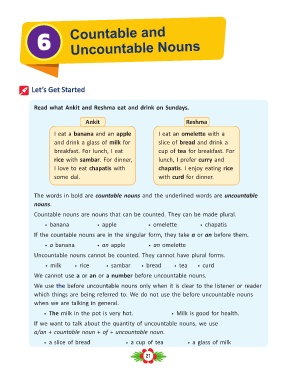 6
Countable and
Uncountable Nouns
Let's Get Started
Read what Ankit and Reshma eat and drink on Sundays.
Ankit
I eat a banana and an apple
and drink a glass of milk for
breakfast. For lunch, I eat
rice with sambar. For dinner,
I love to eat chapatis with
some dal.
Reshma
I eat an omelette with a
slice of bread and drink a
cup of tea for breakfast. For
lunch, I prefer curry and
chapatis. I enjoy eating rice
with curd for dinner.
The words in bold are countable nouns and the underlined words are uncountable
nouns.
Countable nouns are nouns that can be counted. They can be made plural.
• banana • apple • omelette • chapatis
If the countable nouns are in the singular form, they take a or an before them.
• a banana • an apple • an omelette
Uncountable nouns cannot be counted. They cannot have plural forms.
• milk • rice • sambar • bread • tea • curd
We cannot use a or an or a number before uncountable nouns.
We use the before uncountable nouns only when it is clear to the listener or reader
which things are being referred to. We do not use the before uncountable nouns
when we are talking in general.
• The milk in the pot is very hot. • Milk is good for health.
If we want to talk about the quantity of uncountable nouns, we use
a/an + countable noun + of + uncountable noun.
• a slice of bread • a cup of tea • a glass of milk
21